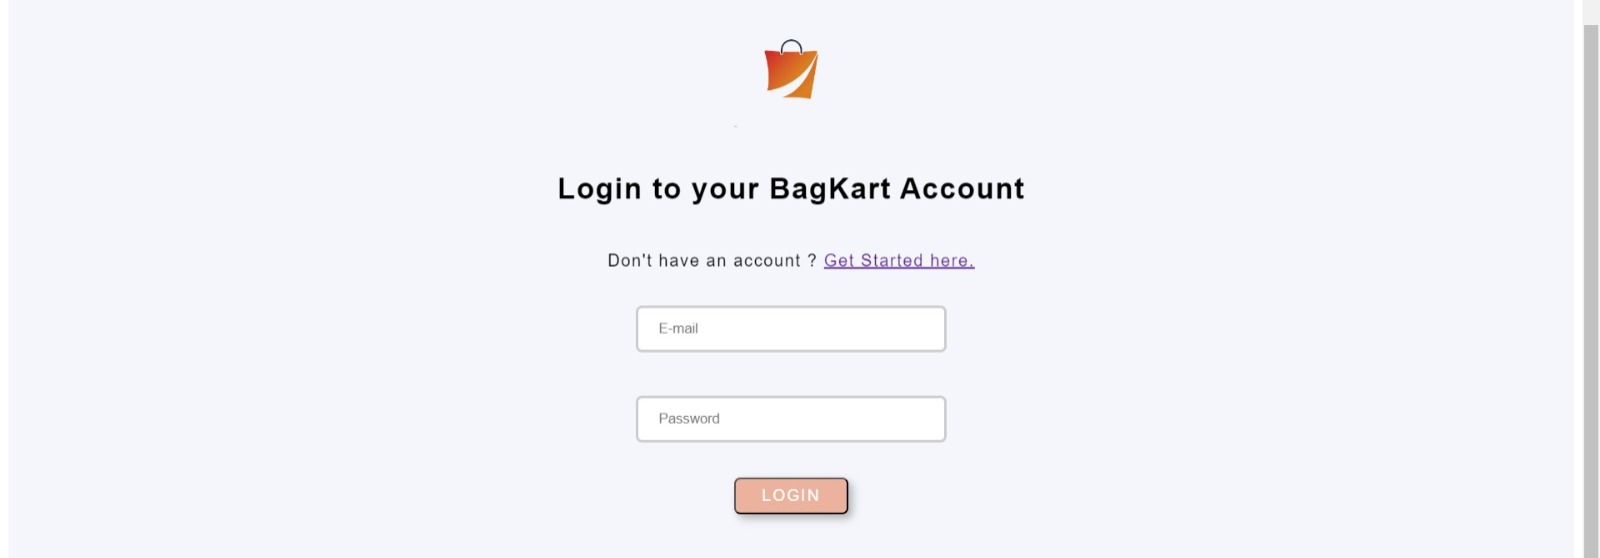 Login to your BagKart Account
Don't have an account ? Get Started here.
E-mail
Password
LOGIN